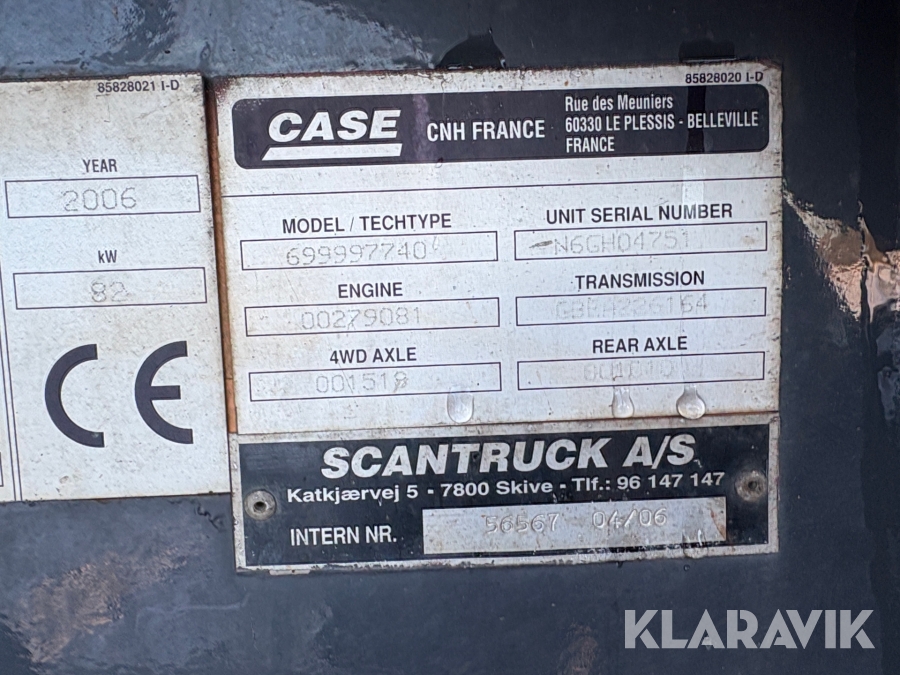 85828021 I-D
YEAR
2006
kW
82
CE
85828020 I-D
CASE
CNH FRANCE
Rue des Meuniers
60330 LE PLESSIS - BELLEVILLE
FRANCE
MODEL / TECHTYPE
699997740
UNIT SERIAL NUMBER
N6GH04751
ENGINE
00279081
TRANSMISSION
4WD AXLE
001519
REAR AXLE
SCANTRUCK A/S
Katkjærvej 5 - 7800 Skive - Tlf.: 96 147 147
INTERN NR.
56567 04/06
KLARAVIK